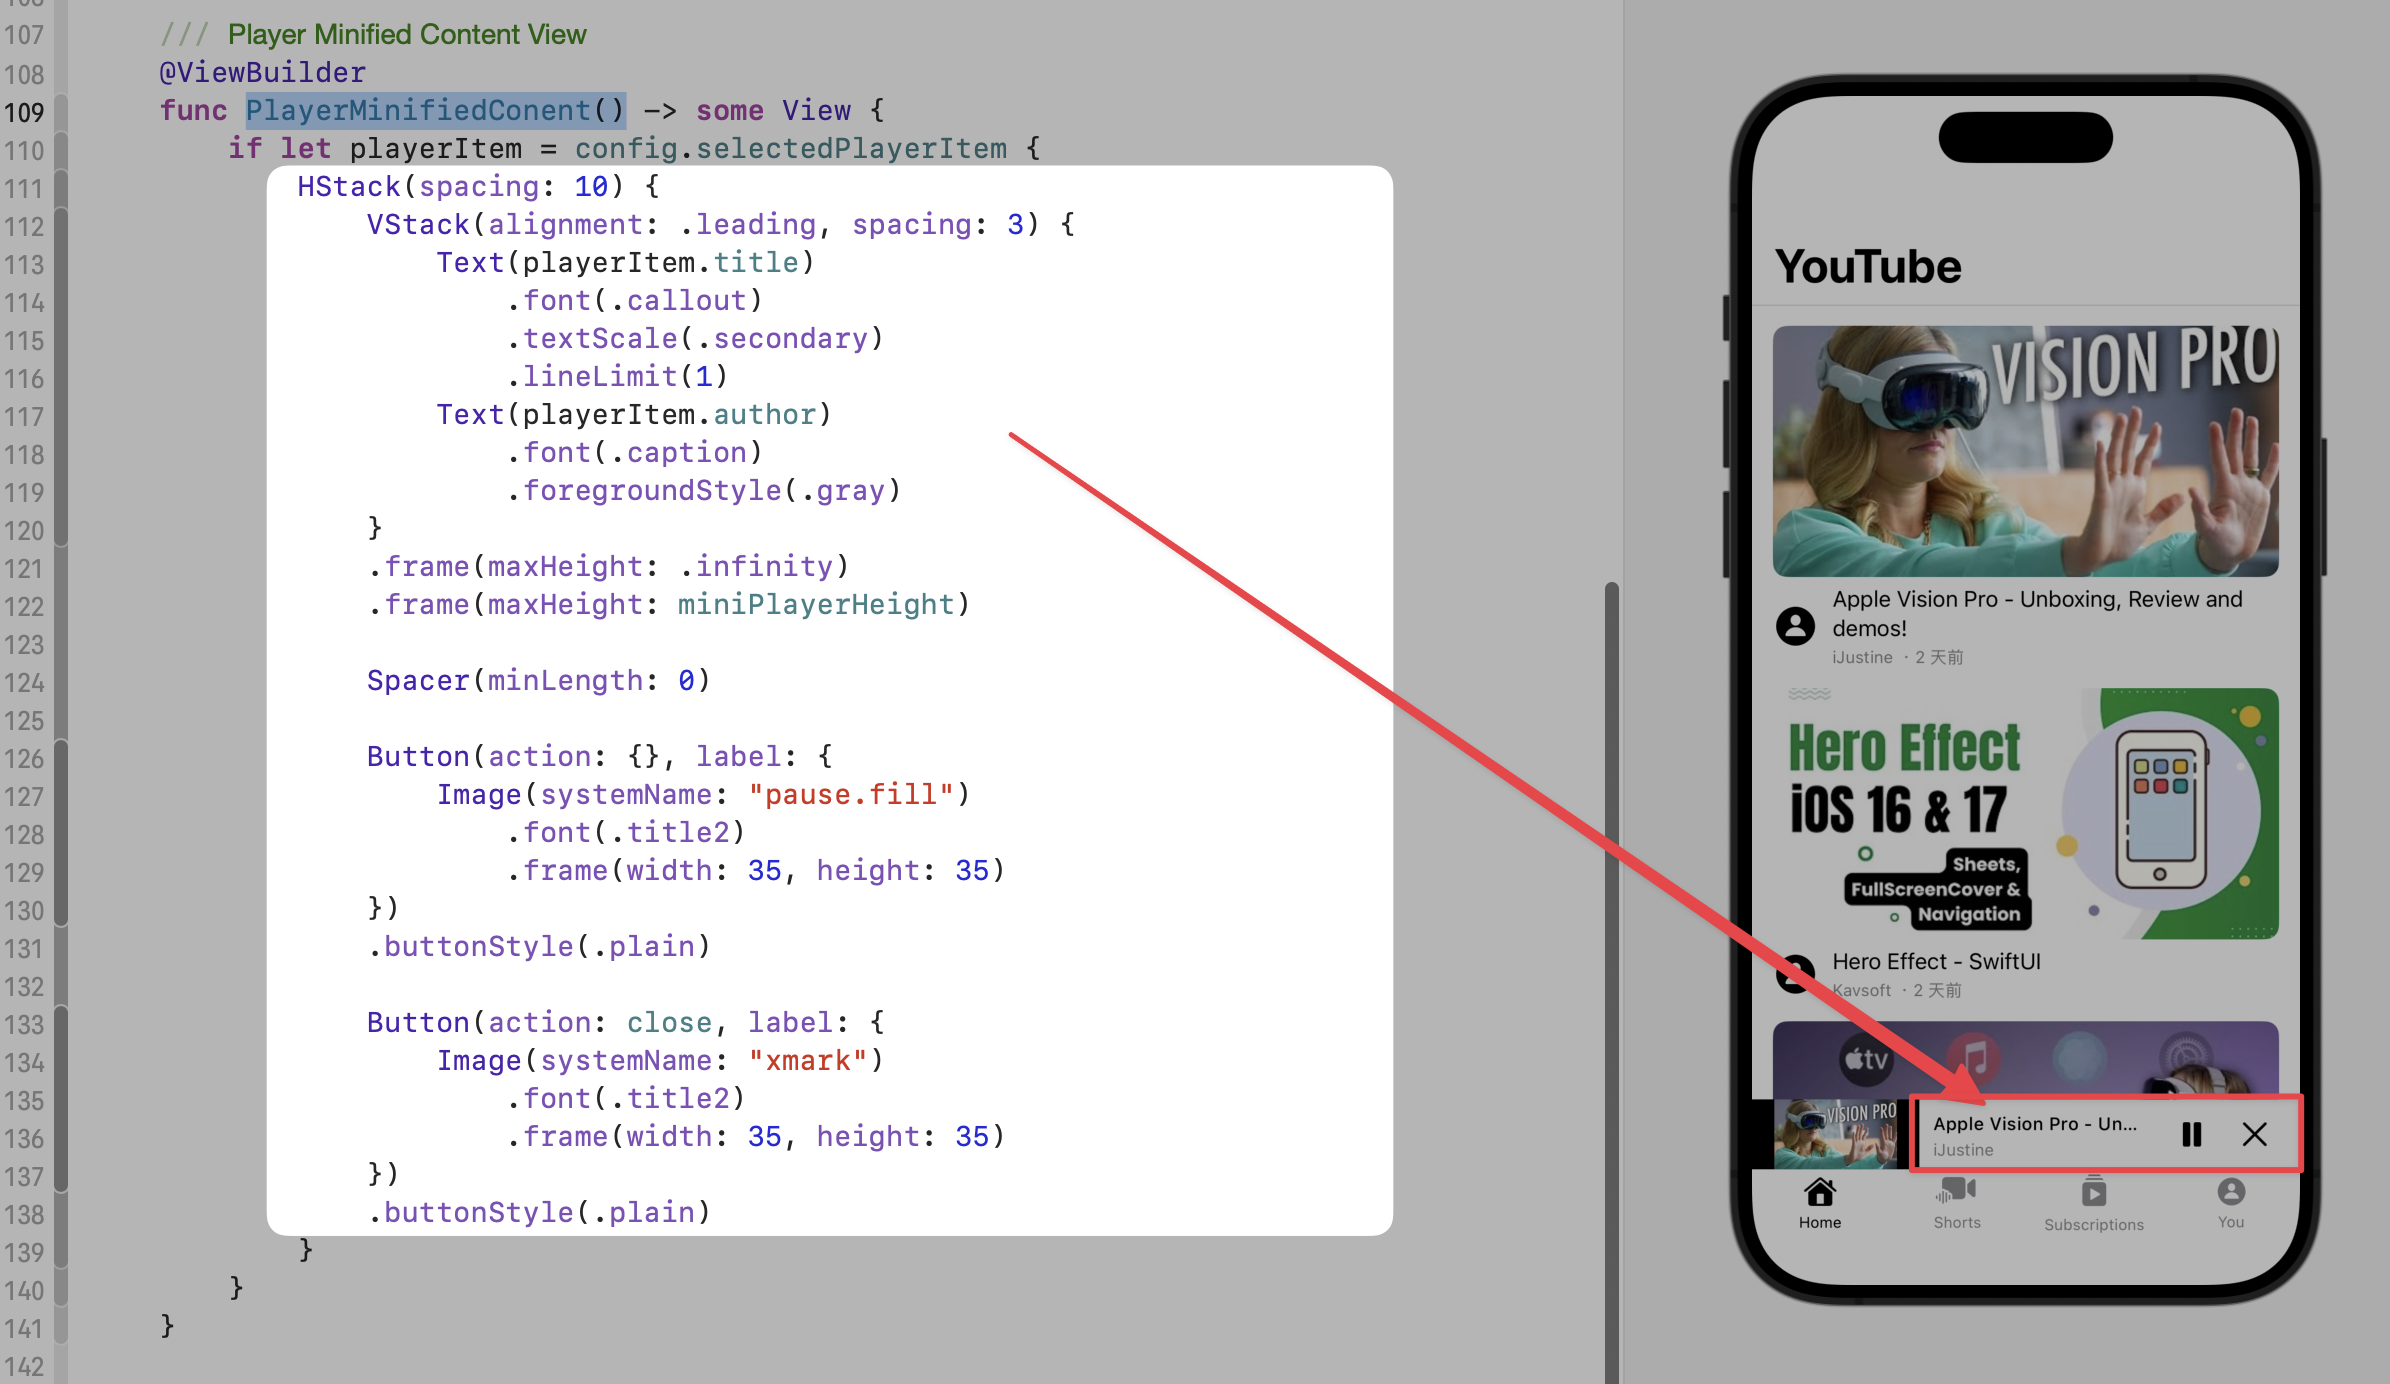 107 /// Player Minified Content View
108 @ViewBuilder
109 func PlayerMinifiedConent() -> some View {
110 if let playerItem = config.selectedPlayerItem {
111 HStack(spacing: 10) {
112 VStack(alignment: .leading, spacing: 3) {
113 Text(playerItem.title)
114 .font(.callout)
115 .textScale(.secondary)
116 .lineLimit(1)
117 Text(playerItem.author)
118 .font(.caption)
119 .foregroundStyle(.gray)
120 }
121 .frame(maxHeight: .infinity)
122 .frame(maxHeight: miniPlayerHeight)
123
124 Spacer(minLength: 0)
125
126 Button(action: {}, label: {
127 Image(systemName: "pause.fill")
128 .font(.title2)
129 .frame(width: 35, height: 35)
130 })
131 .buttonStyle(.plain)
132
133 Button(action: close, label: {
134 Image(systemName: "xmark")
135 .font(.title2)
136 .frame(width: 35, height: 35)
137 })
138 .buttonStyle(.plain)
139 }
140 }
141 }
142
YouTube
VISION PRO
Apple Vision Pro - Unboxing, Review and
demos!
iJustine · 2 天前
Hero Effect
iOS 16 & 17
Sheets,
FullScreenCover &
Navigation
Hero Effect - SwiftUI
Kavsoft · 2 天前
tv
VISION PRO
Apple Vision Pro - Un...
iJustine
Home
Shorts
Subscriptions
You